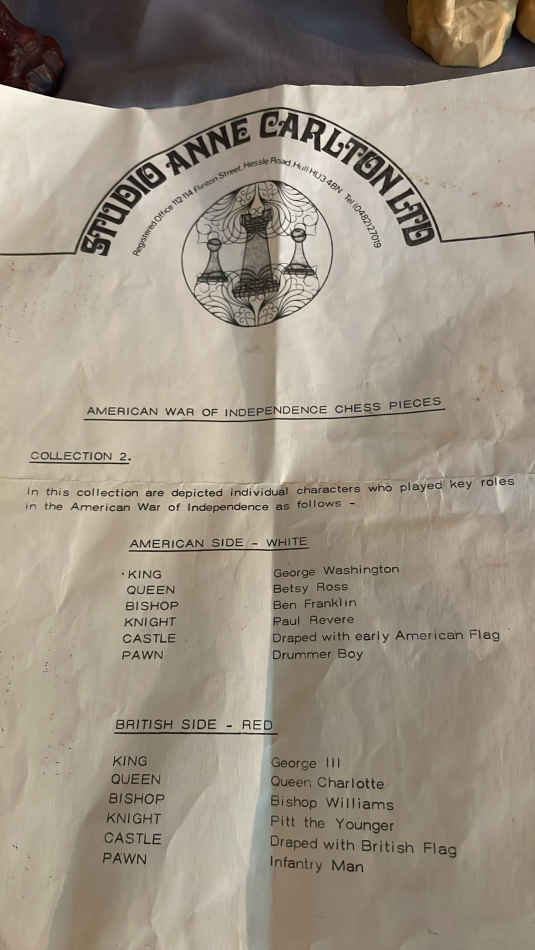 STUDIO ANNE CARLTON LTD
Registered Office 112 114 Flinton Street, Hessle Road, Hull HU3 4BN Tel (0482) 27019
AMERICAN WAR OF INDEPENDENCE CHESS PIECES
COLLECTION 2.
In this collection are depicted individual characters who played key roles
in the American War of Independence as follows -
AMERICAN SIDE - WHITE
KING George Washington
QUEEN Betsy Ross
BISHOP Ben Franklin
KNIGHT Paul Revere
CASTLE Draped with early American Flag
PAWN Drummer Boy
BRITISH SIDE - RED
KING George III
QUEEN Queen Charlotte
BISHOP Bishop Williams
KNIGHT Pitt the Younger
CASTLE Draped with British Flag
PAWN Infantry Man